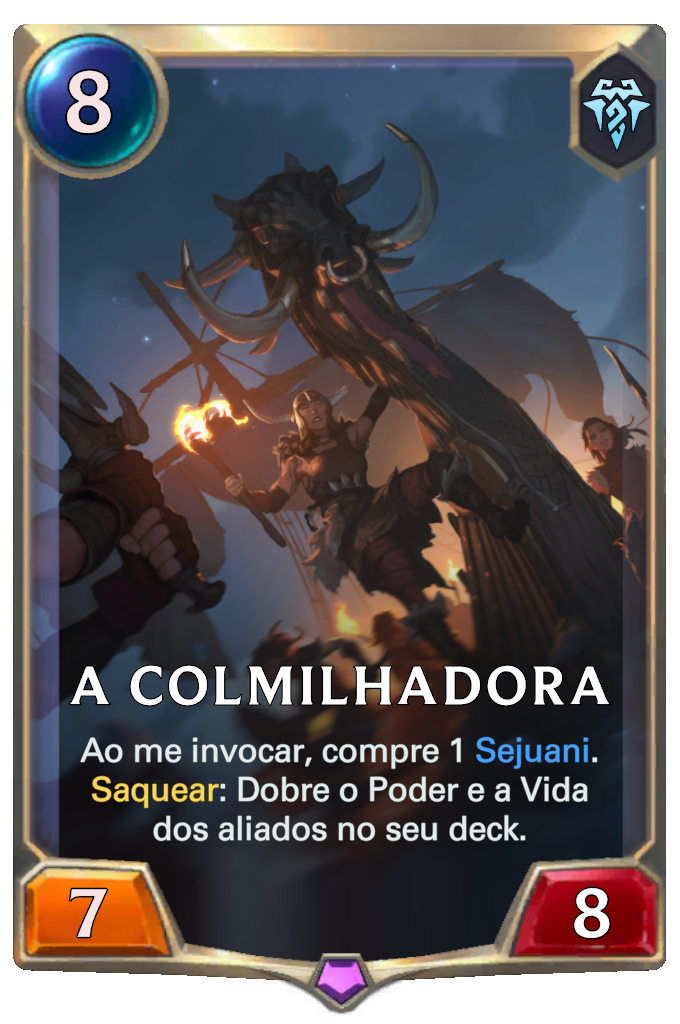 8
A COLMILHADORA
Ao me invocar, compre 1 Sejuani.
Saquear: Dobre o Poder e a Vida
dos aliados no seu deck.
7
8